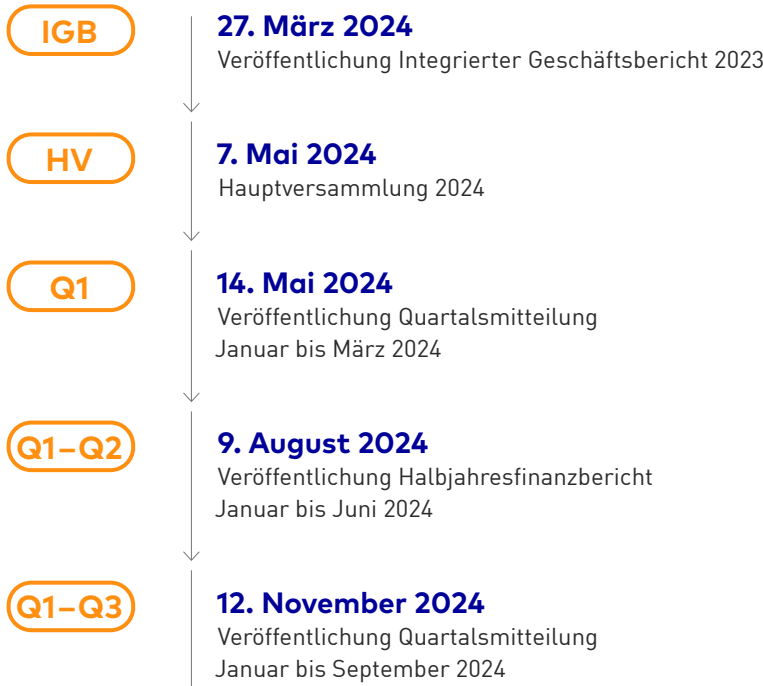 IGB
27. März 2024
Veröffentlichung Integrierter Geschäftsbericht 2023
HV
7. Mai 2024
Hauptversammlung 2024
Q1
14. Mai 2024
Veröffentlichung Quartalsmitteilung
Januar bis März 2024
Q1–Q2
9. August 2024
Veröffentlichung Halbjahresfinanzbericht
Januar bis Juni 2024
Q1–Q3
12. November 2024
Veröffentlichung Quartalsmitteilung
Januar bis September 2024